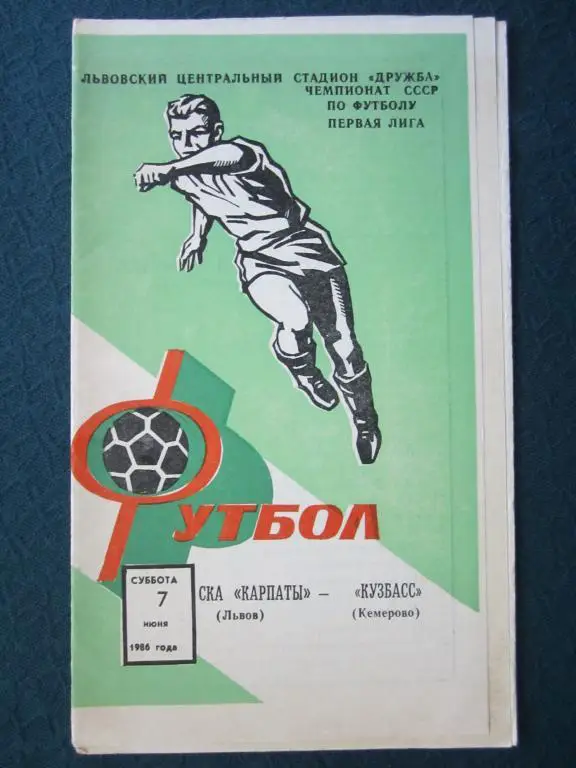 ЛЬВОВСКИЙ ЦЕНТРАЛЬНЫЙ СТАДИОН «ДРУЖБА»
ЧЕМПИОНАТ СССР
ПО ФУТБОЛУ
ПЕРВАЯ ЛИГА
ФУТБОЛ
СУББОТА
7
июня
1986 года
СКА «КАРПАТЫ» – «КУЗБАСС»
(Львов) (Кемерово)